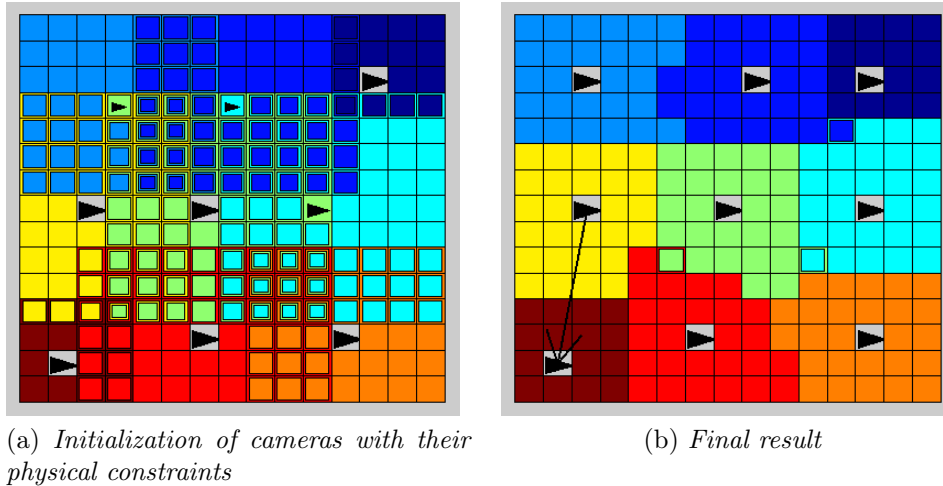 (a) Initialization of cameras with their
physical constraints
(b) Final result